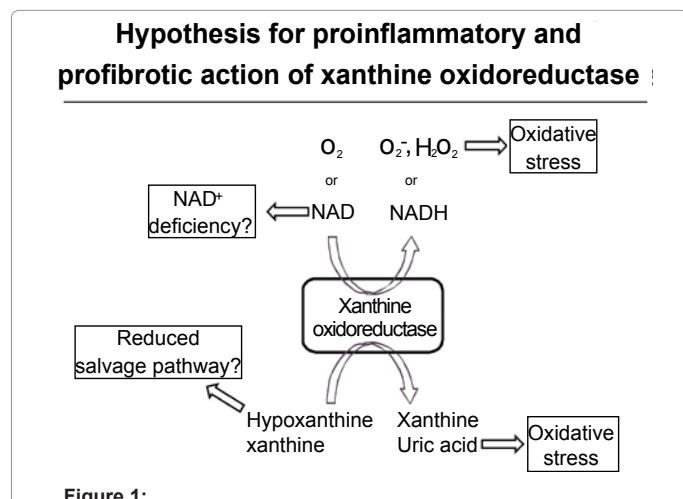 Hypothesis for proinflammatory and
profibrotic action of xanthine oxidoreductase
O₂ O₂⁻, H₂O₂ Oxidative
stress
or or
NAD⁺
deficiency?
NAD NADH
Xanthine
oxidoreductase
Reduced
salvage pathway?
Hypoxanthine
xanthine
Xanthine
Uric acid
Oxidative
stress
Figure 1: